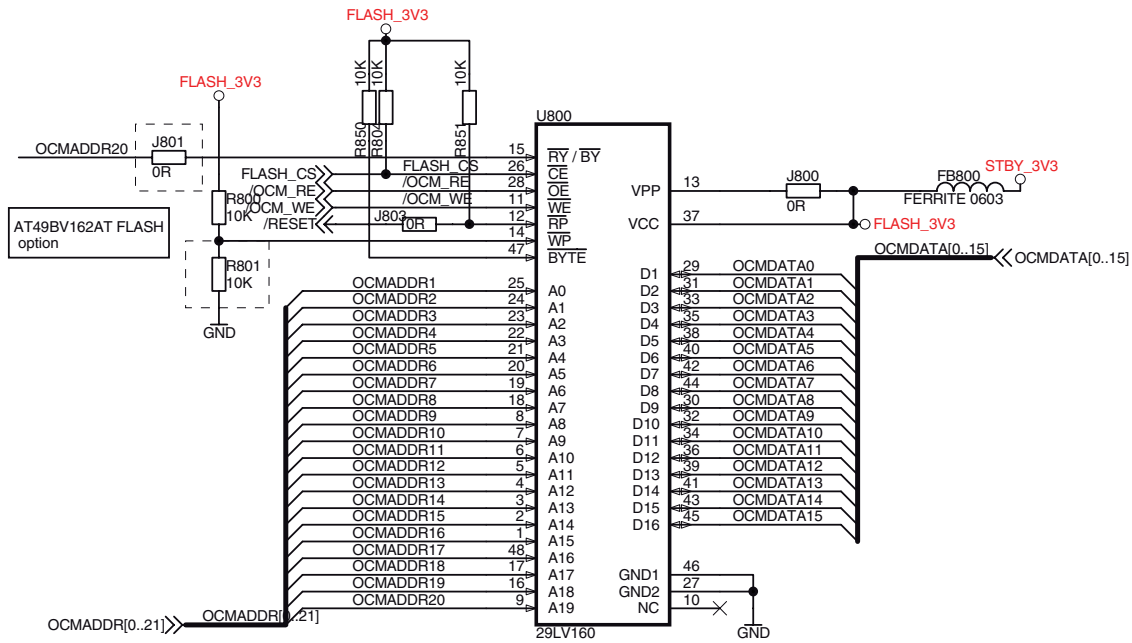 FLASH_3V3
FLASH_3V3
10K
10K
10K
R850
R804
R851
J801
0R
OCMADDR20
U800
15 RY / BY
FLASH_CS FLASH_CS 26 CE
/OCM_RE /OCM_RE 28 OE
/OCM_WE /OCM_WE 11 WE
/RESET J803 0R 12 RP
14 WP
47 BYTE
R800
10K
R801
10K
GND
AT49BV162AT FLASH
option
VPP 13 J800 0R FB800 STBY_3V3
FERRITE 0603
VCC 37 FLASH_3V3
OCMDATA[0..15] OCMDATA[0..15]
OCMADDR1 25 A0
OCMADDR2 24 A1
OCMADDR3 23 A2
OCMADDR4 22 A3
OCMADDR5 21 A4
OCMADDR6 20 A5
OCMADDR7 19 A6
OCMADDR8 18 A7
OCMADDR9 8 A8
OCMADDR10 7 A9
OCMADDR11 6 A10
OCMADDR12 5 A11
OCMADDR13 4 A12
OCMADDR14 3 A13
OCMADDR15 2 A14
OCMADDR16 1 A15
OCMADDR17 48 A16
OCMADDR18 17 A17
OCMADDR19 16 A18
OCMADDR20 9 A19
D1 29 OCMDATA0
D2 31 OCMDATA1
D3 33 OCMDATA2
D4 35 OCMDATA3
D5 38 OCMDATA4
D6 40 OCMDATA5
D7 42 OCMDATA6
D8 44 OCMDATA7
D9 30 OCMDATA8
D10 32 OCMDATA9
D11 34 OCMDATA10
D12 36 OCMDATA11
D13 39 OCMDATA12
D14 41 OCMDATA13
D15 43 OCMDATA14
D16 45 OCMDATA15
GND1 46
GND2 27
NC 10
GND
OCMADDR[0..21] OCMADDR[0..21]
29LV160